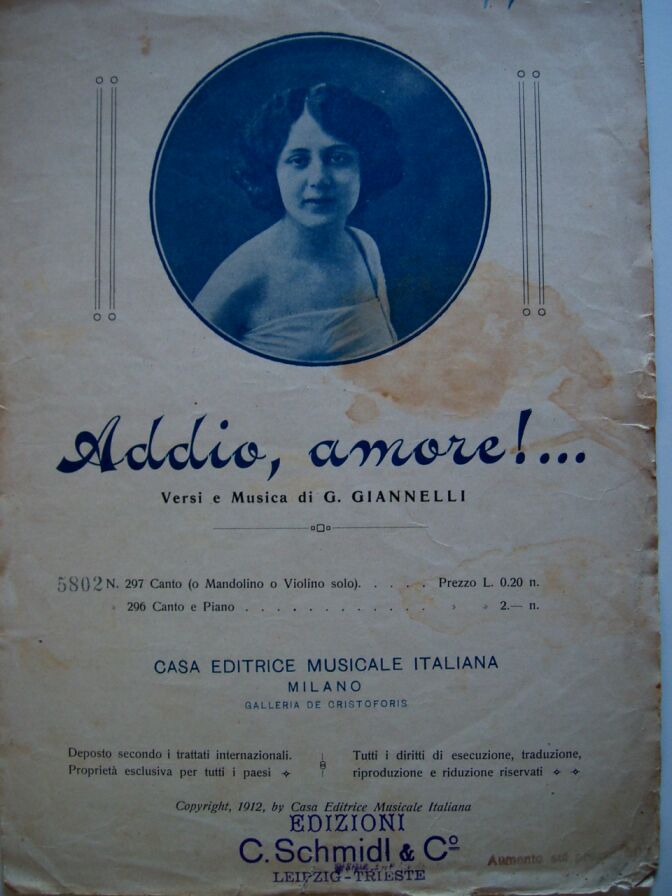 Addio, amore!...
Versi e Musica di G. GIANNELLI
5802 N. 297 Canto (o Mandolino o Violino solo). . . . . Prezzo L. 0.20 n.
» 296 Canto e Piano . . . . . . . . . . . . » » 2.— n.
CASA EDITRICE MUSICALE ITALIANA
MILANO
GALLERIA DE CRISTOFORIS
Deposto secondo i trattati internazionali.
Proprietà esclusiva per tutti i paesi
Tutti i diritti di esecuzione, traduzione,
riproduzione e riduzione riservati
Copyright, 1912, by Casa Editrice Musicale Italiana
EDIZIONI
C. Schmidl & Co
LEIPZIG-TRIESTE
Aumento sul